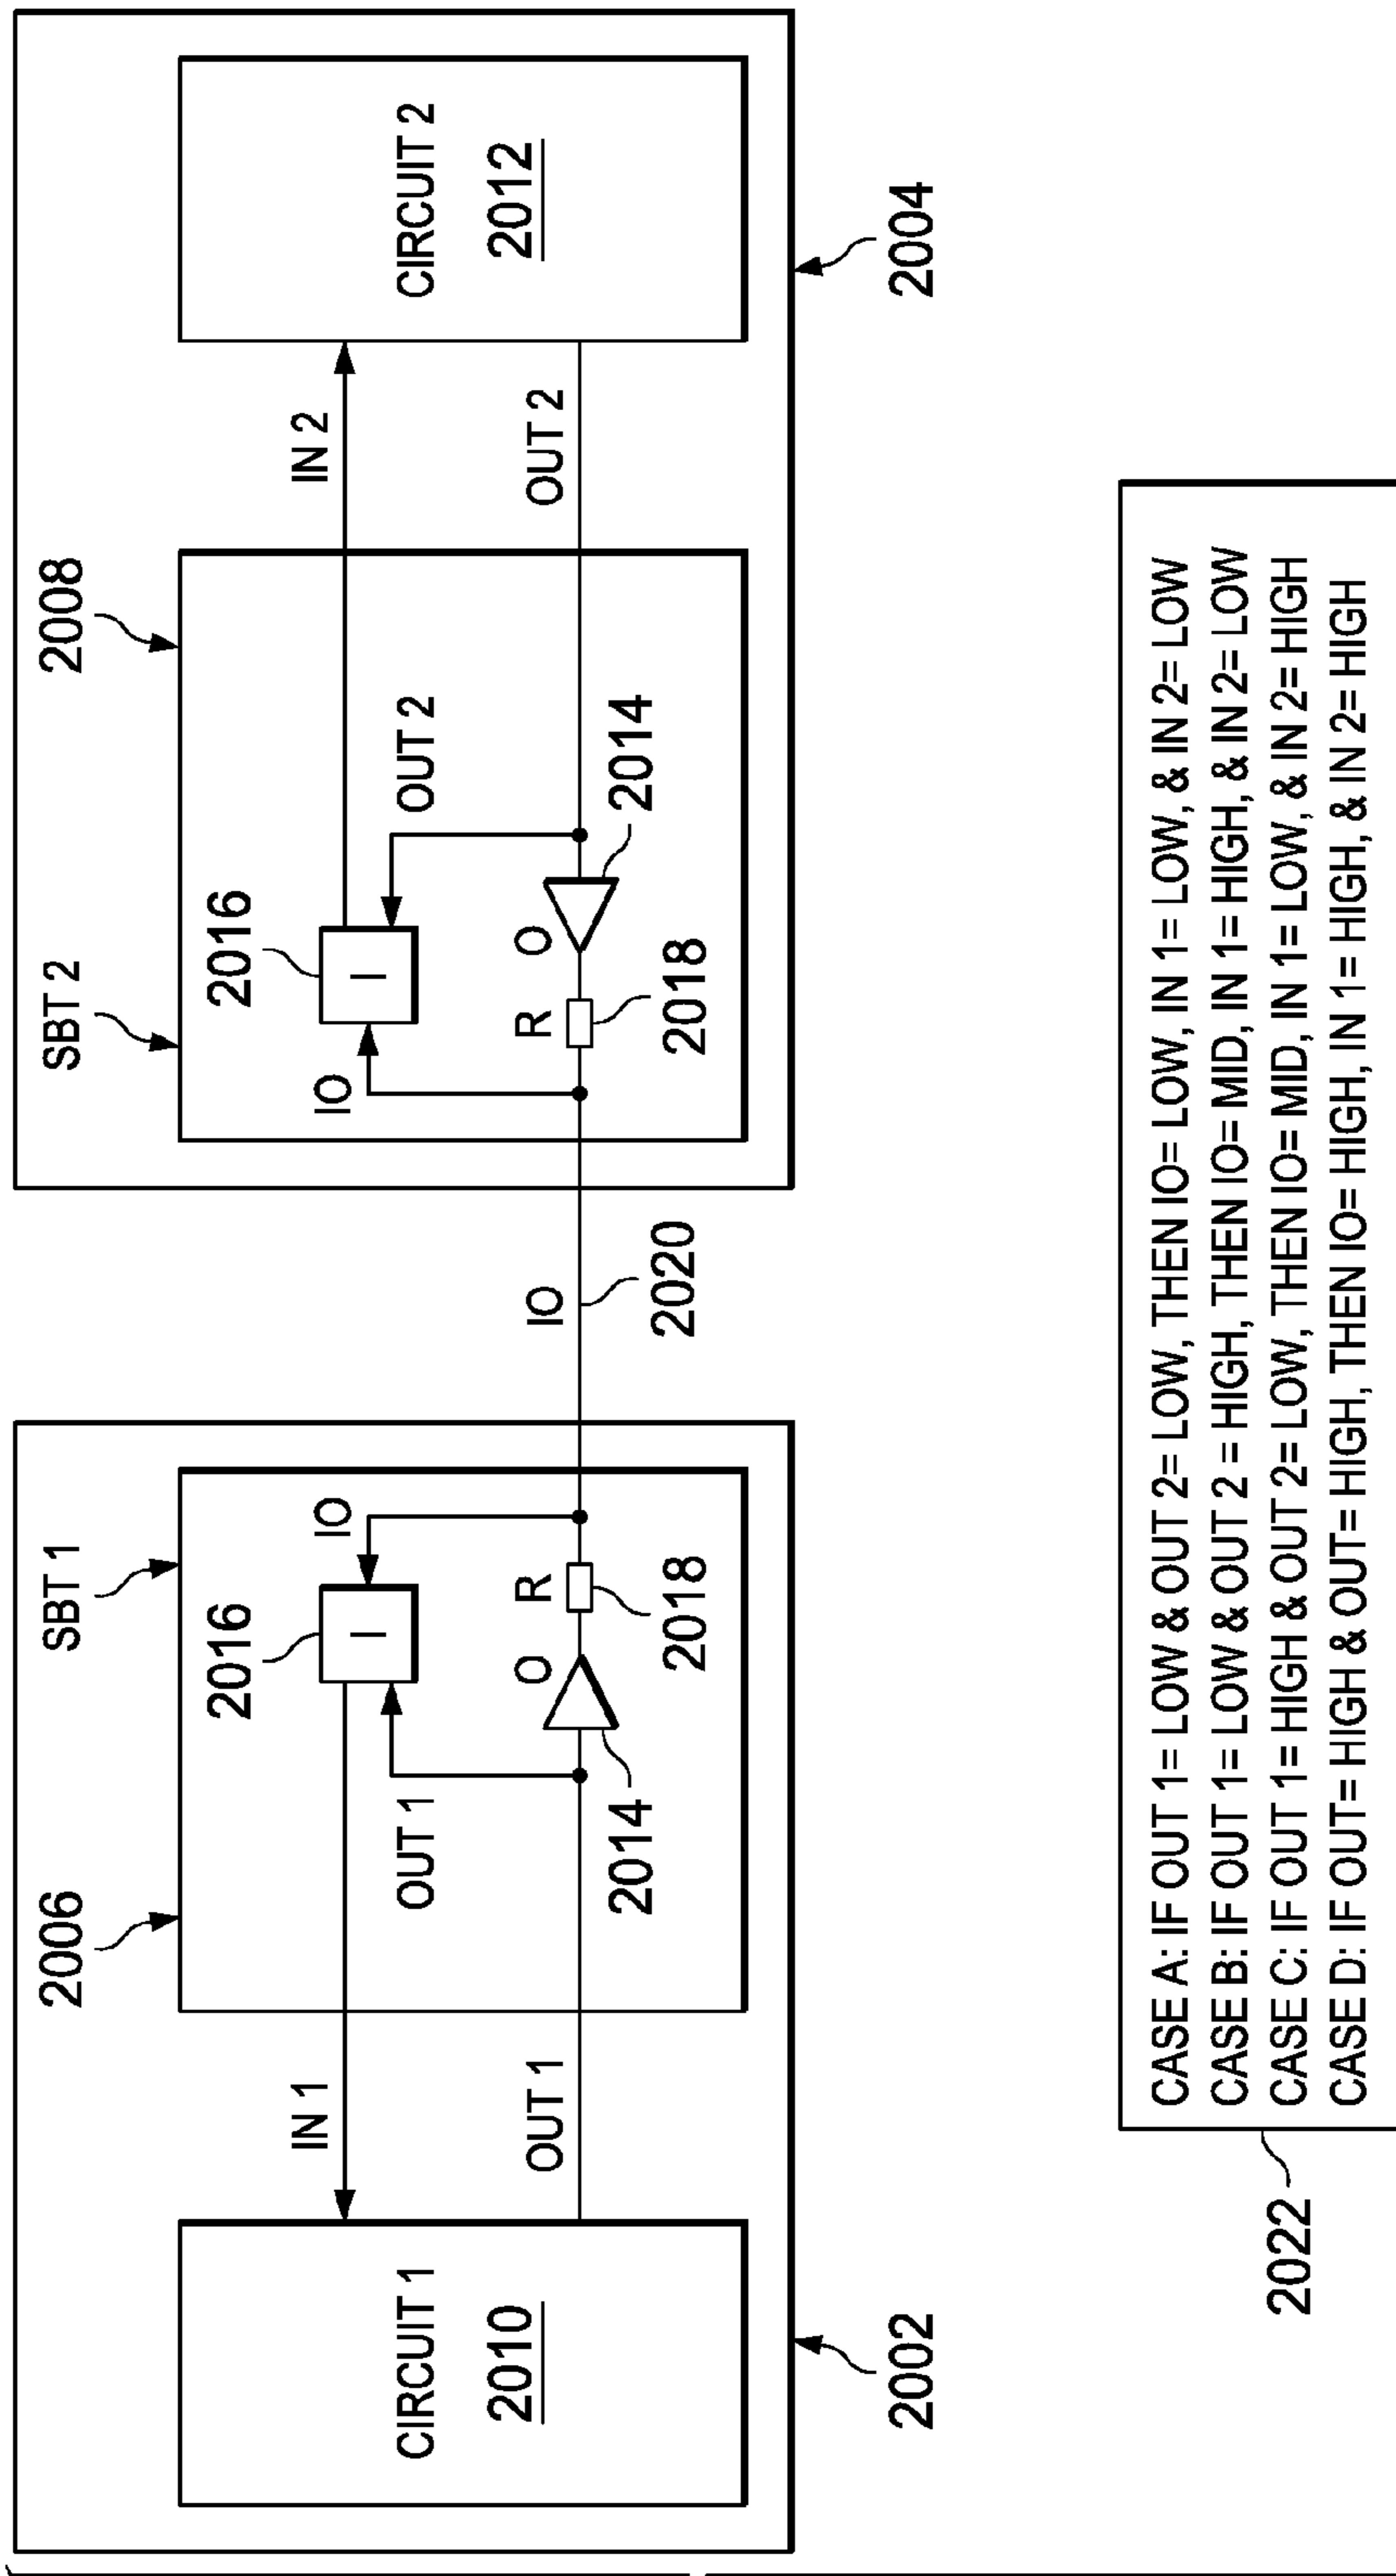 SBT 1
SBT 2
2006
2008
CIRCUIT 1
2010
IN 1
OUT 1
OUT 1
2016
I
IO
O
R
2014
2018
IO
2020
2016
I
IO
OUT 2
R
O
2018
2014
IN 2
OUT 2
CIRCUIT 2
2012
2002
2004
2022
CASE A: IF OUT 1= LOW & OUT 2= LOW, THEN IO= LOW, IN 1= LOW, & IN 2= LOW
CASE B: IF OUT 1= LOW & OUT 2 = HIGH, THEN IO= MID, IN 1= HIGH, & IN 2= LOW
CASE C: IF OUT 1= HIGH & OUT 2= LOW, THEN IO= MID, IN 1= LOW, & IN 2= HIGH
CASE D: IF OUT= HIGH & OUT= HIGH, THEN IO= HIGH, IN 1= HIGH, & IN 2= HIGH